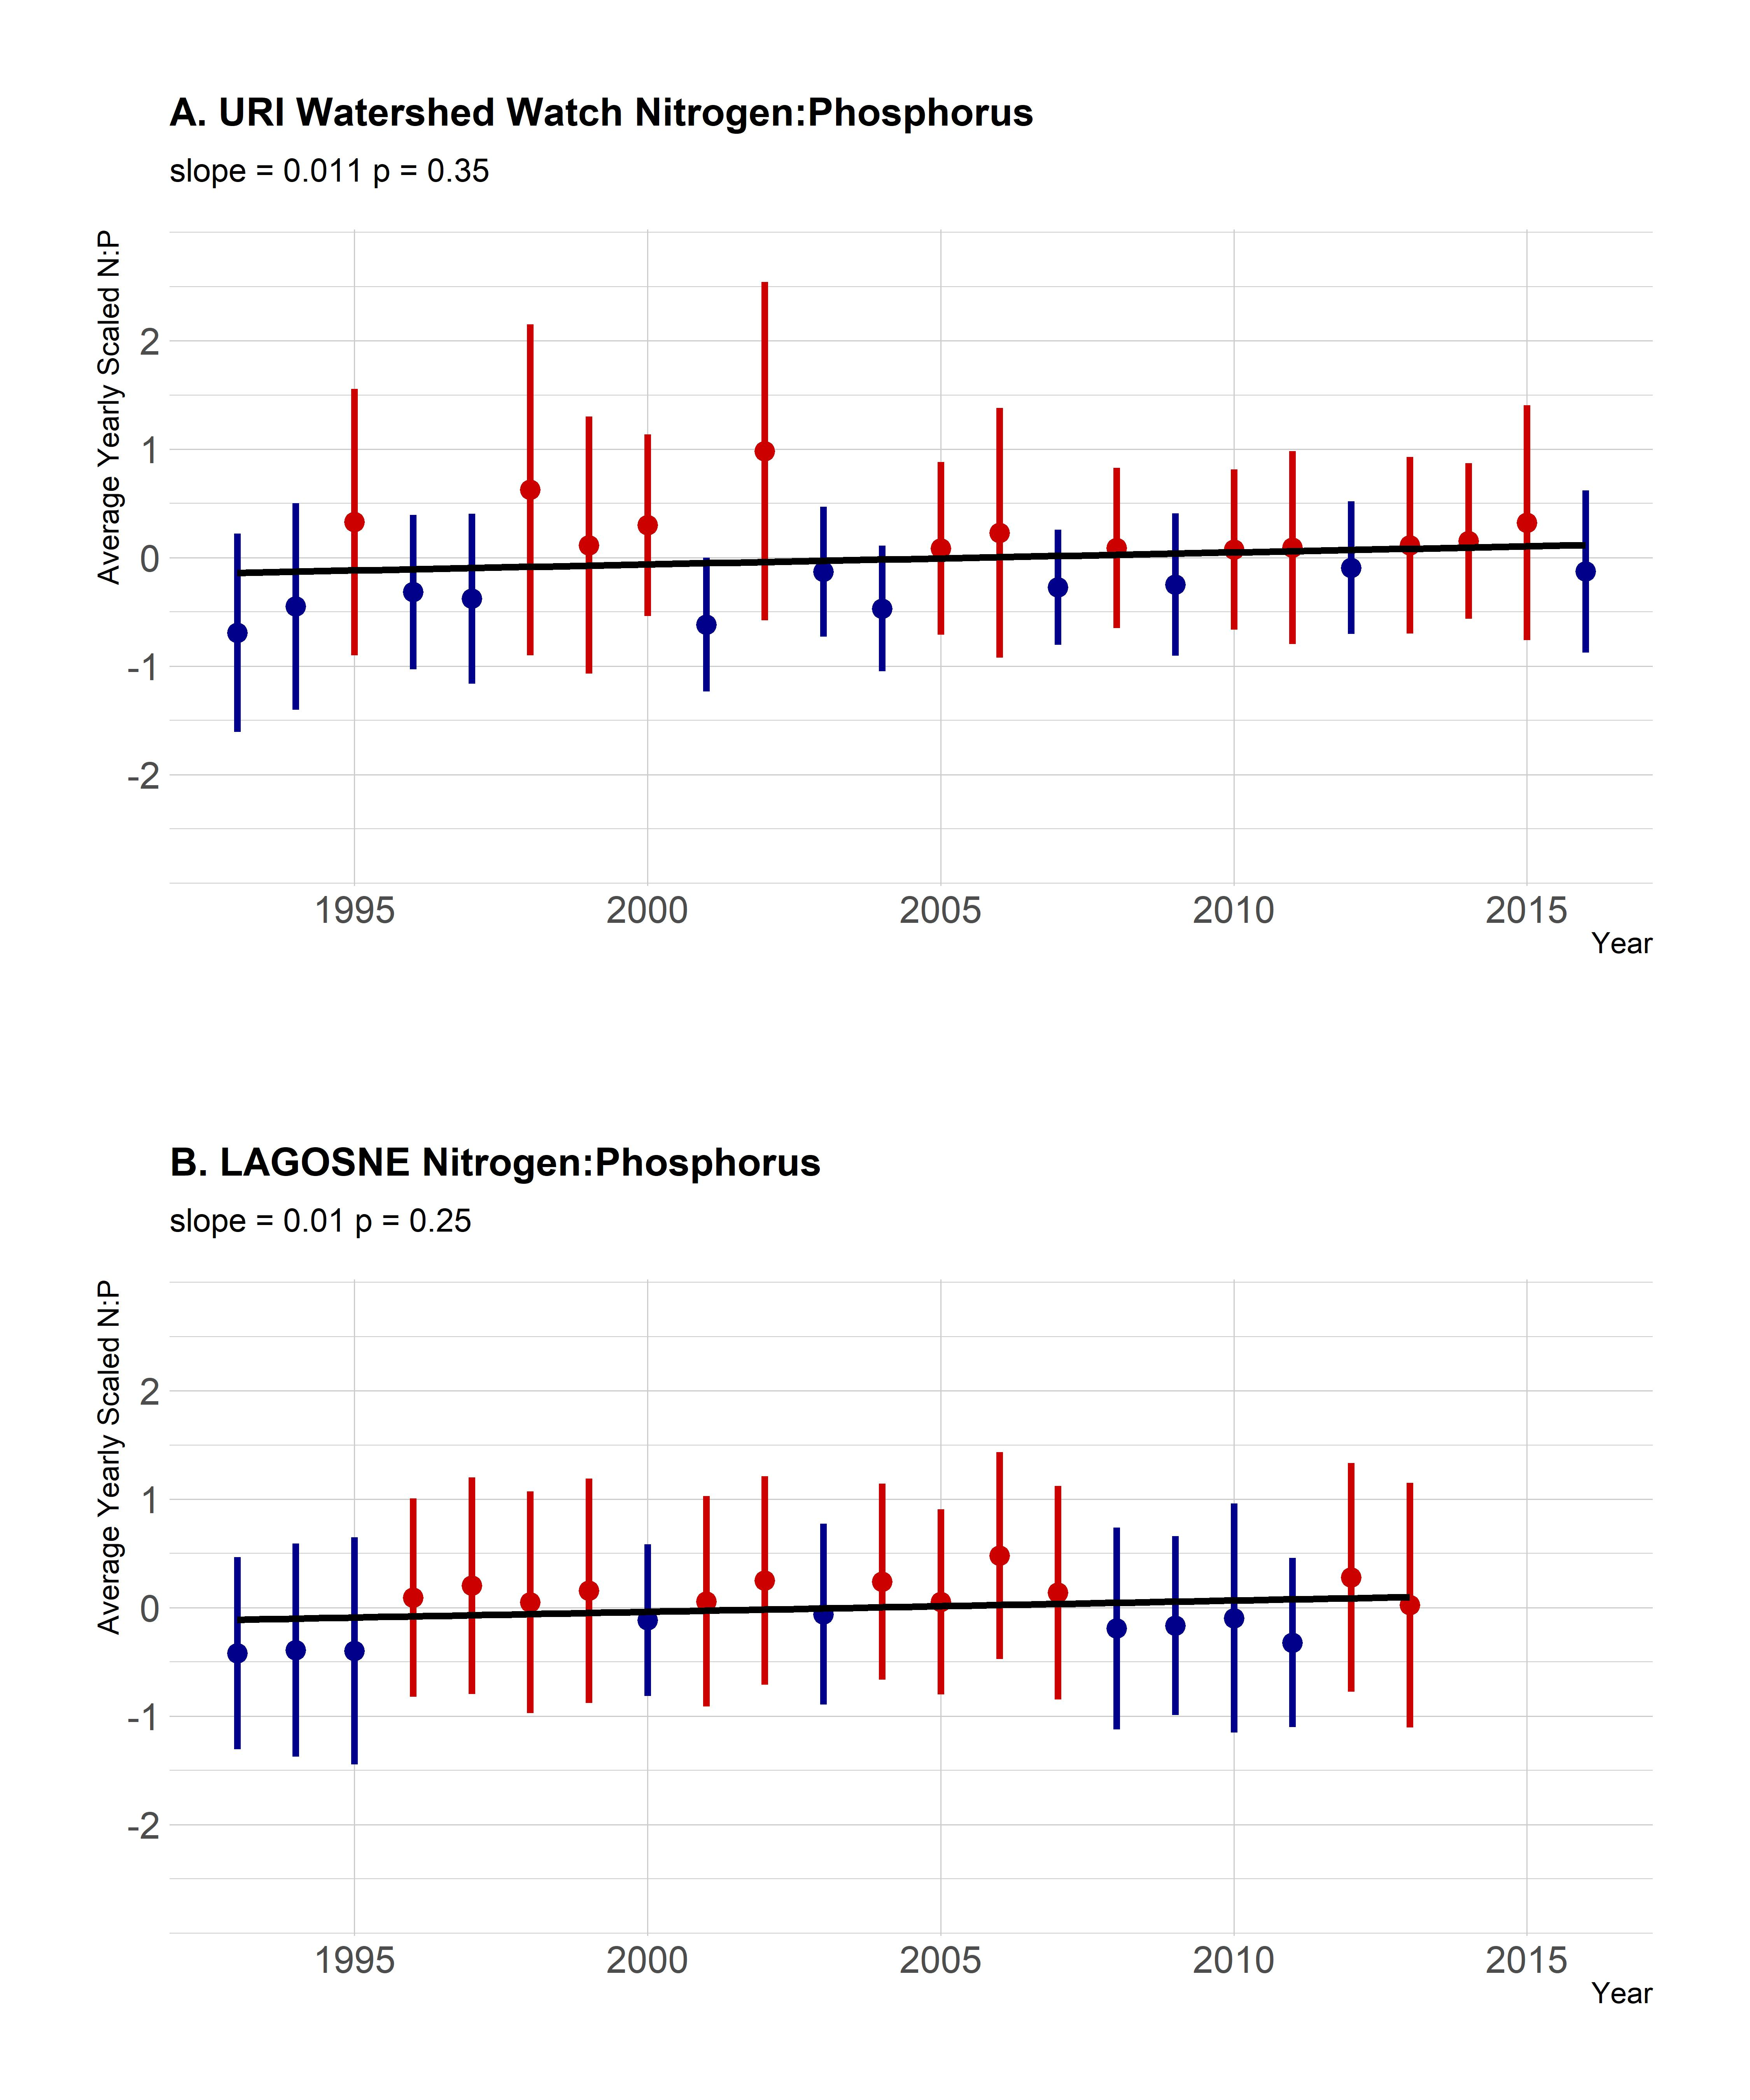 A. URI Watershed Watch Nitrogen:Phosphorus
slope = 0.011 p = 0.35
Average Yearly Scaled N:P
2
1
0
-1
-2
1995 2000 2005 2010 2015
Year
B. LAGOSNE Nitrogen:Phosphorus
slope = 0.01 p = 0.25
Average Yearly Scaled N:P
2
1
0
-1
-2
1995 2000 2005 2010 2015
Year